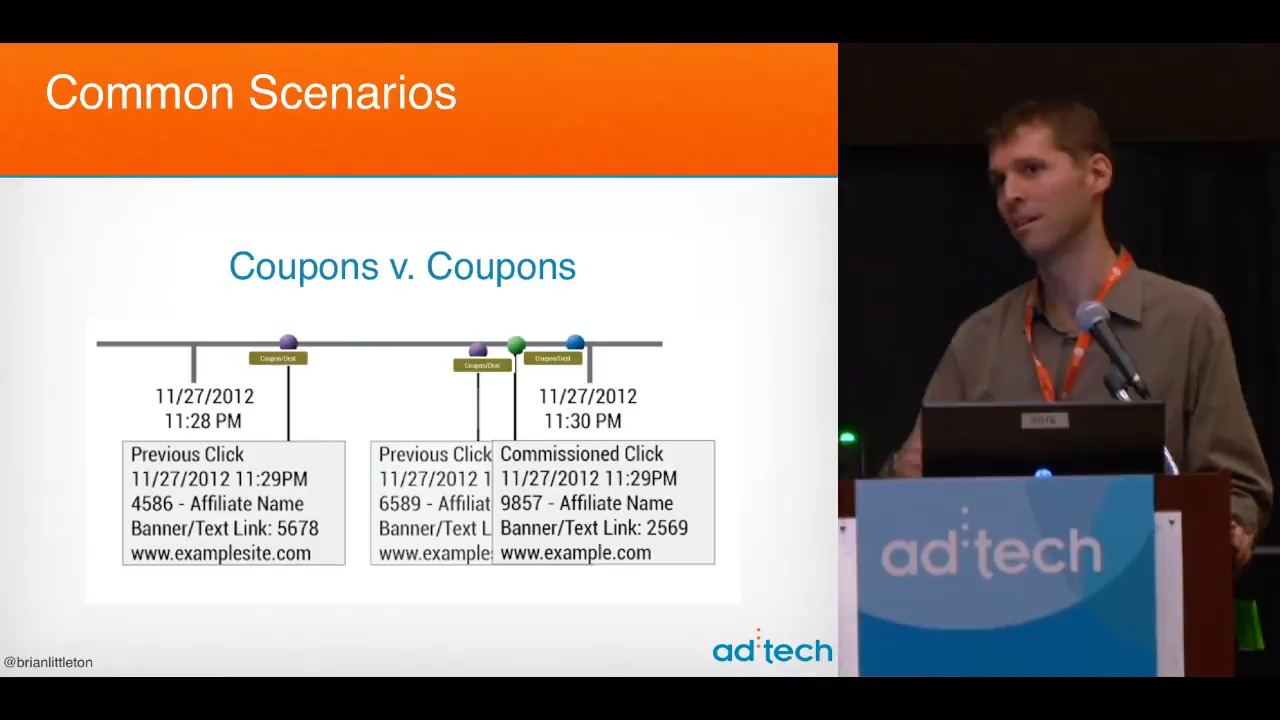 Common Scenarios
Coupons v. Coupons
Coupon/Deal
Coupon/Deal
Coupon/Deal
11/27/2012
11:28 PM
11/27/2012
11:30 PM
Previous Click
11/27/2012 11:29PM
4586 - Affiliate Name
Banner/Text Link: 5678
www.examplesite.com
Previous Click
11/27/2012 1
6589 - Affiliat
Banner/Text L
www.examples
Commissioned Click
11/27/2012 11:29PM
9857 - Affiliate Name
Banner/Text Link: 2569
www.example.com
@brianlittleton
ad:tech
ad:tech